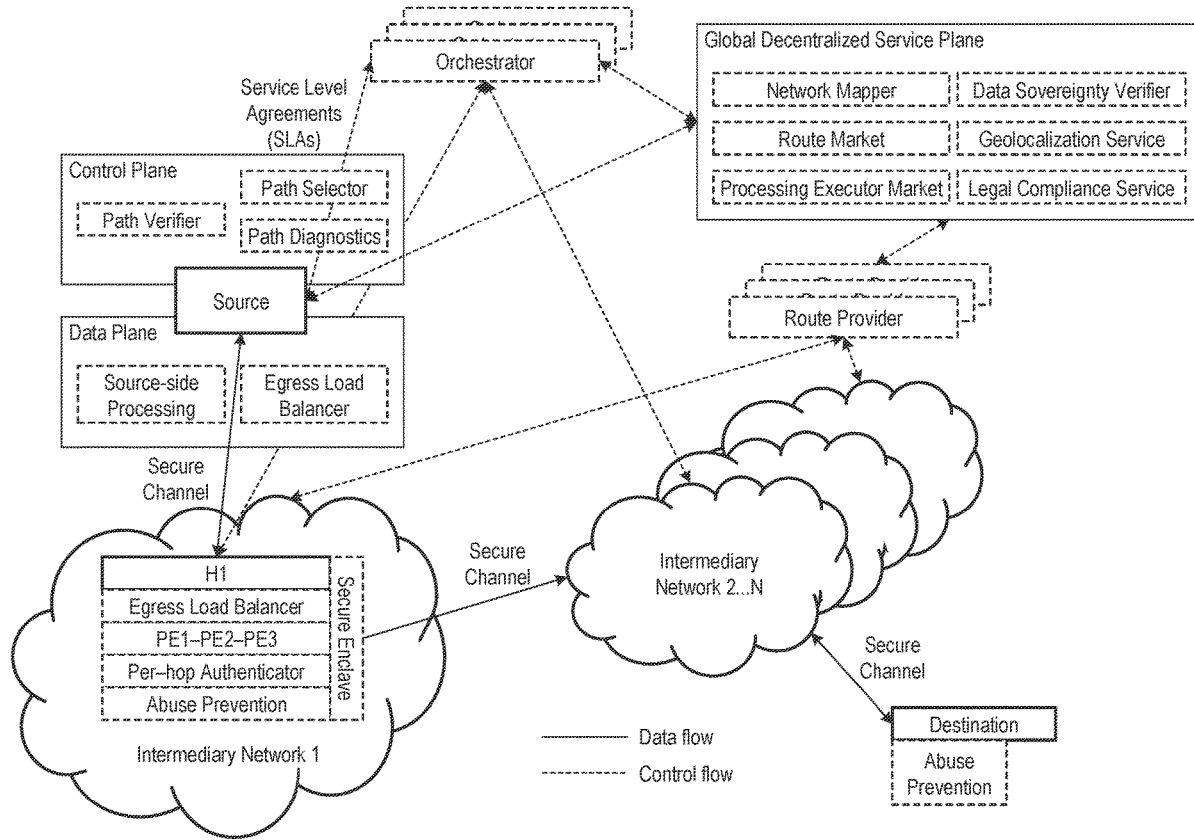 Orchestrator
Global Decentralized Service Plane
Network Mapper
Data Sovereignty Verifier
Route Market
Geolocalization Service
Processing Executor Market
Legal Compliance Service
Service Level
Agreements
(SLAs)
Control Plane
Path Selector
Path Verifier
Path Diagnostics
Source
Data Plane
Source-side
Processing
Egress Load
Balancer
Route Provider
Secure
Channel
H1
Egress Load Balancer
PE1–PE2–PE3
Per–hop Authenticator
Abuse Prevention
Secure Enclave
Intermediary Network 1
Secure
Channel
Intermediary
Network 2...N
Secure
Channel
Destination
Abuse
Prevention
Data flow
Control flow